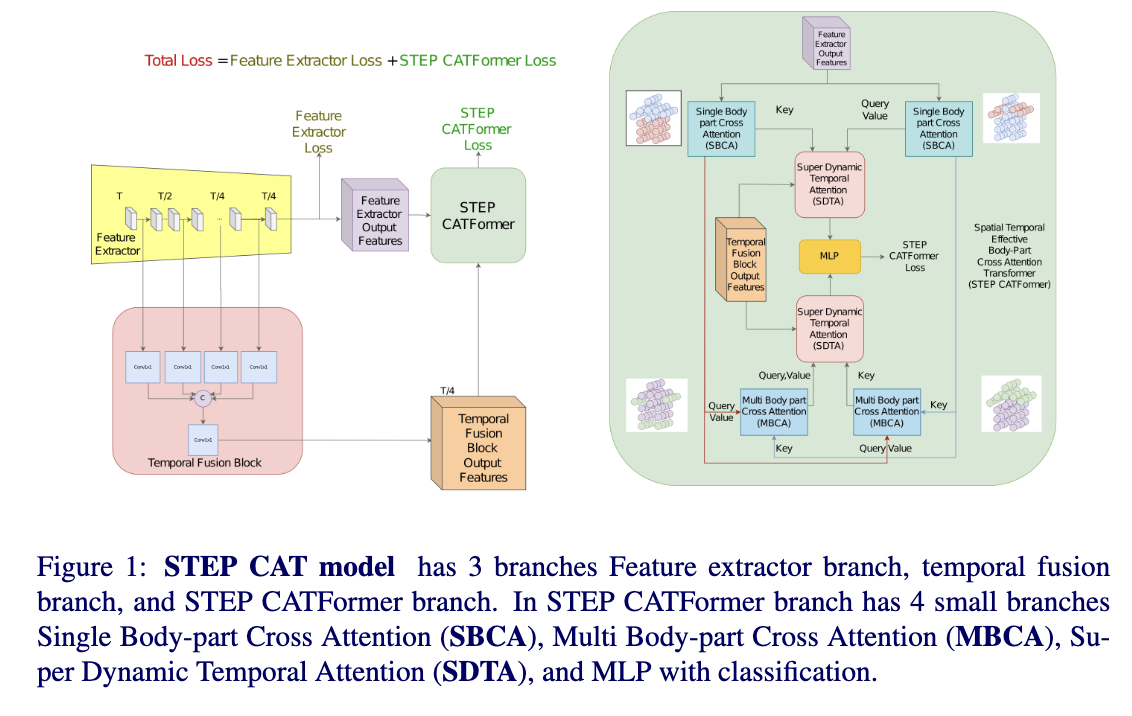 Total Loss =Feature Extractor Loss +STEP CATFormer Loss
Feature
Extractor
Loss
STEP
CATFormer
Loss
T
T/2
T/4
T/4
...
Feature
Extractor
Feature
Extractor
Output
Features
STEP
CATFormer
Conv1x1
Conv1x1
Conv1x1
Conv1x1
C
Conv1x1
Temporal Fusion Block
T/4
Temporal
Fusion
Block
Output
Features
Feature
Extractor
Output
Features
Single Body
part Cross
Attention
(SBCA)
Key
Query
Value
Single Body
part Cross
Attention
(SBCA)
Super Dynamic
Temporal
Attention
(SDTA)
Temporal
Fusion
Block
Output
Features
MLP
STEP
CATFormer
Loss
Spatial Temporal
Effective
Body-Part
Cross Attention
Transformer
(STEP CATFormer)
Super Dynamic
Temporal
Attention
(SDTA)
Query,Value
Key
Query
Value
Multi Body part
Cross Attention
(MBCA)
Multi Body part
Cross Attention
(MBCA)
Key
Key
Query Value
Figure 1: STEP CAT model has 3 branches Feature extractor branch, temporal fusion
branch, and STEP CATFormer branch. In STEP CATFormer branch has 4 small branches
Single Body-part Cross Attention (SBCA), Multi Body-part Cross Attention (MBCA), Su-
per Dynamic Temporal Attention (SDTA), and MLP with classification.